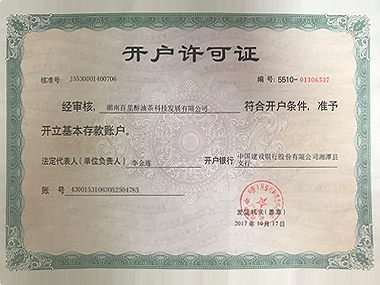 开户许可证
核准号: J5530001400706 编号: 5510-01306537
经审核, 湖南百里醇油茶科技发展有限公司 符合开户条件, 准予
开立基本存款账户。
法定代表人(单位负责人) 李金莲 开户银行 中国建设银行股份有限公司湘潭县
支行
账号 43001531063052504785
发证机关(盖章)
2017年10月17日